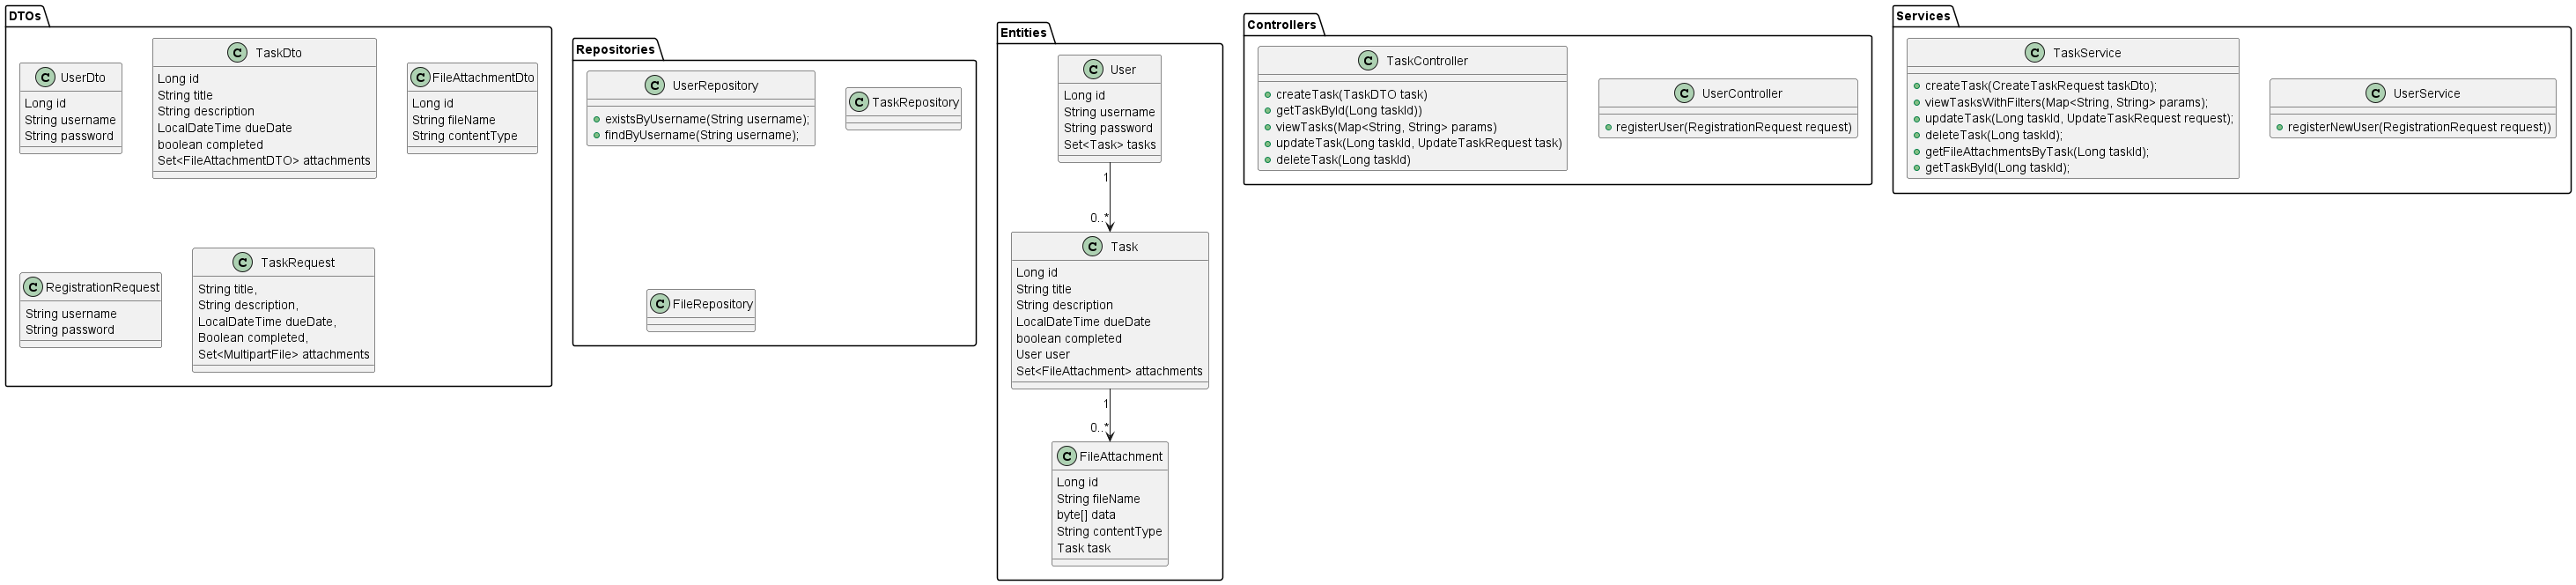 DTOs
C UserDto
Long id
String username
String password
C TaskDto
Long id
String title
String description
LocalDateTime dueDate
boolean completed
Set<FileAttachmentDTO> attachments
C FileAttachmentDto
Long id
String fileName
String contentType
C RegistrationRequest
String username
String password
C TaskRequest
String title,
String description,
LocalDateTime dueDate,
Boolean completed,
Set<MultipartFile> attachments
Repositories
C UserRepository
existsByUsername(String username);
findByUsername(String username);
C TaskRepository
C FileRepository
Entities
C User
Long id
String username
String password
Set<Task> tasks
1
0..*
C Task
Long id
String title
String description
LocalDateTime dueDate
boolean completed
User user
Set<FileAttachment> attachments
1
0..*
C FileAttachment
Long id
String fileName
byte[] data
String contentType
Task task
Controllers
C TaskController
createTask(TaskDTO task)
getTaskById(Long taskId))
viewTasks(Map<String, String> params)
updateTask(Long taskId, UpdateTaskRequest task)
deleteTask(Long taskId)
C UserController
registerUser(RegistrationRequest request)
Services
C TaskService
createTask(CreateTaskRequest taskDto);
viewTasksWithFilters(Map<String, String> params);
updateTask(Long taskId, UpdateTaskRequest request);
deleteTask(Long taskId);
getFileAttachmentsByTask(Long taskId);
getTaskById(Long taskId);
C UserService
registerNewUser(RegistrationRequest request))